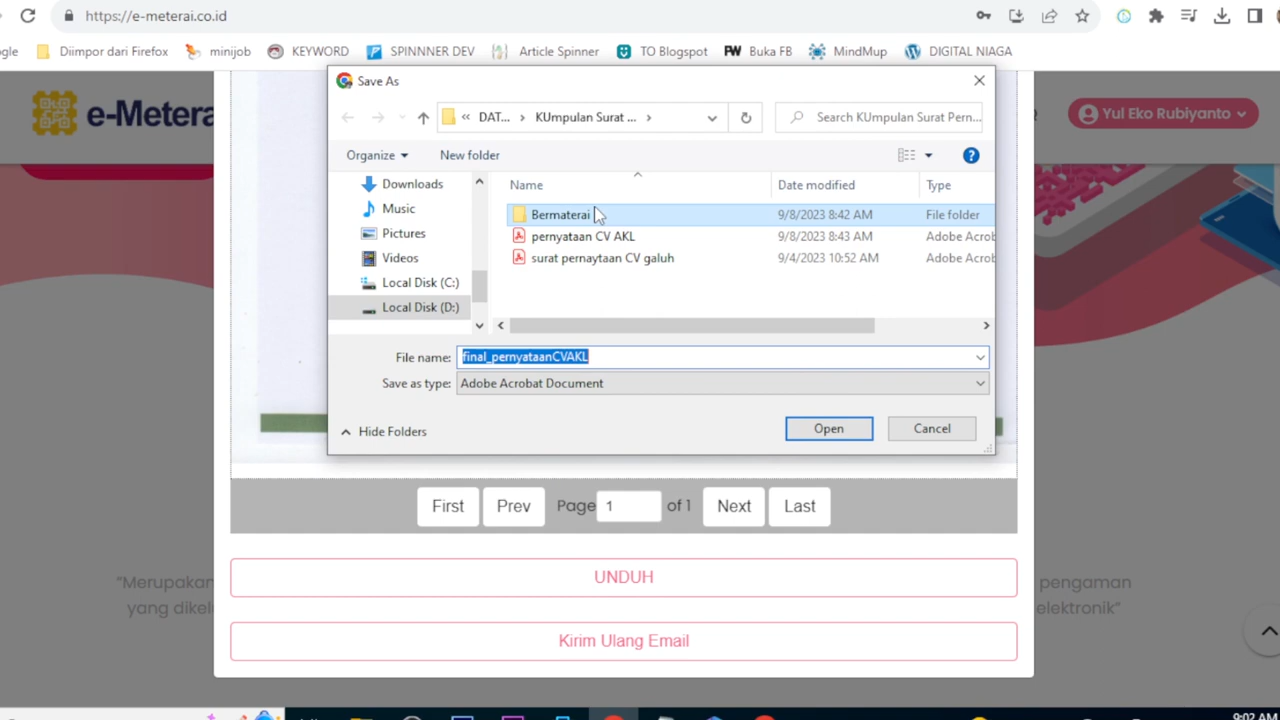 https://e-meterai.co.id
gle Diimpor dari Firefox minijob KEYWORD SPINNNER DEV Article Spinner TO Blogspot Buka FB MindMup DIGITAL NIAGA
Save As
e-Metera
Yul Eko Rubiyanto
« DAT... › KUmpulan Surat ... ›
Search KUmpulan Surat Pern...
Organize New folder
Name Date modified Type
Downloads
Music
Pictures
Videos
Local Disk (C:)
Local Disk (D:)
Bermaterai 9/8/2023 8:42 AM File folder
pernyataan CV AKL 9/8/2023 8:43 AM Adobe Acrob
surat pernaytaan CV galuh 9/4/2023 10:52 AM Adobe Acrob
File name: final_pernyataanCVAKL
Save as type: Adobe Acrobat Document
Hide Folders Open Cancel
First Prev Page 1 of 1 Next Last
UNDUH
"Merupakan pengaman
yang dikel elektronik"
Kirim Ulang Email
9:02 AM